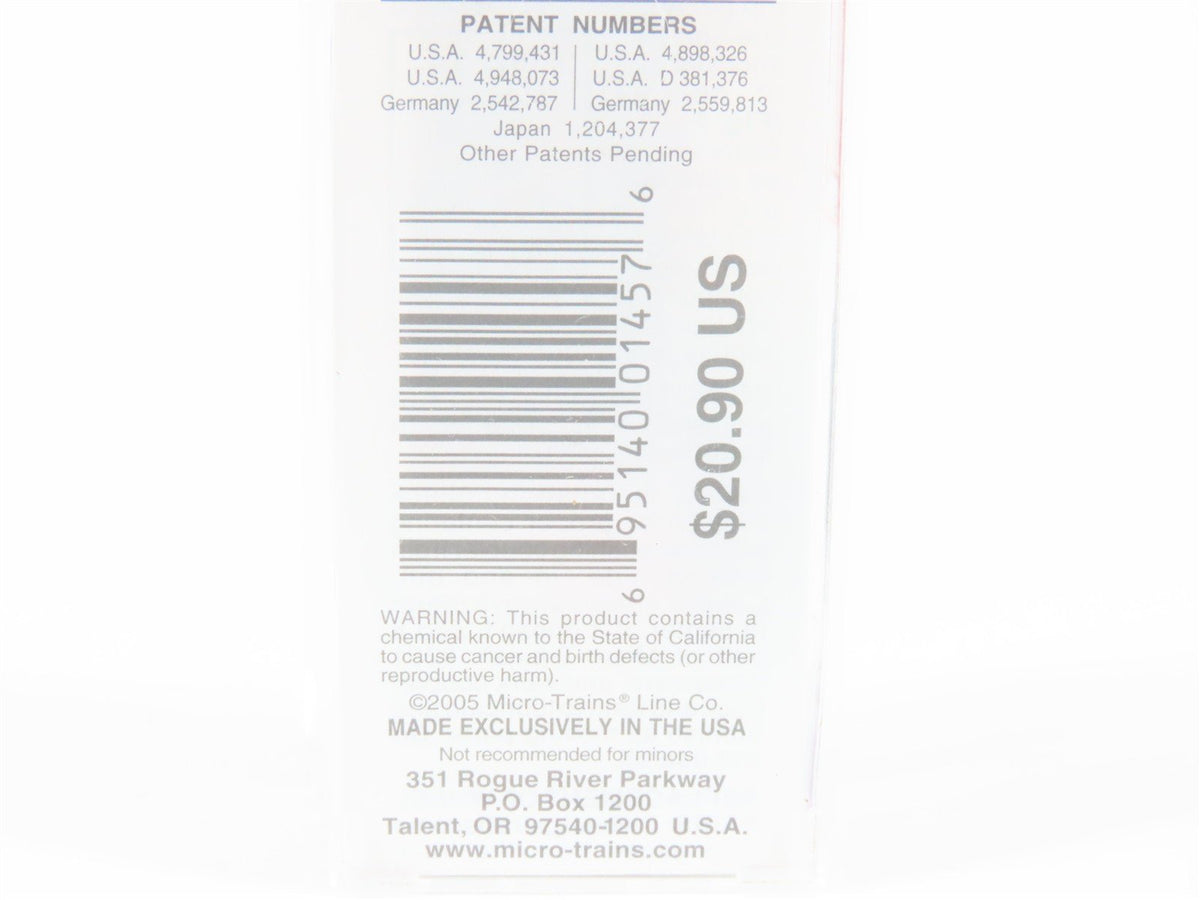 PATENT NUMBERS
U.S.A. 4,799,431 U.S.A. 4,898,326
U.S.A. 4,948,073 U.S.A. D 381,376
Germany 2,542,787 Germany 2,559,813
Japan 1,204,377
Other Patents Pending
6 95140 01457 6
$20.90 US
WARNING: This product contains a
chemical known to the State of California
to cause cancer and birth defects (or other
reproductive harm).
©2005 Micro-Trains® Line Co.
MADE EXCLUSIVELY IN THE USA
Not recommended for minors
351 Rogue River Parkway
P.O. Box 1200
Talent, OR 97540-1200 U.S.A.
www.micro-trains.com